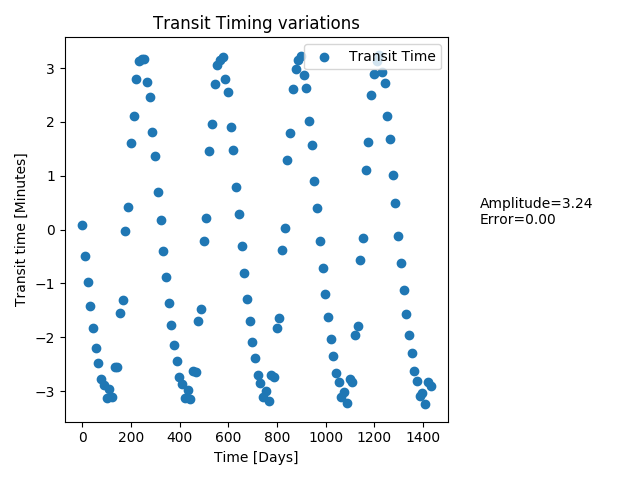 Transit Timing variations
Transit Time
3
2
1
0
−1
−2
−3
Transit time [Minutes]
Amplitude=3.24
Error=0.00
0 200 400 600 800 1000 1200 1400
Time [Days]